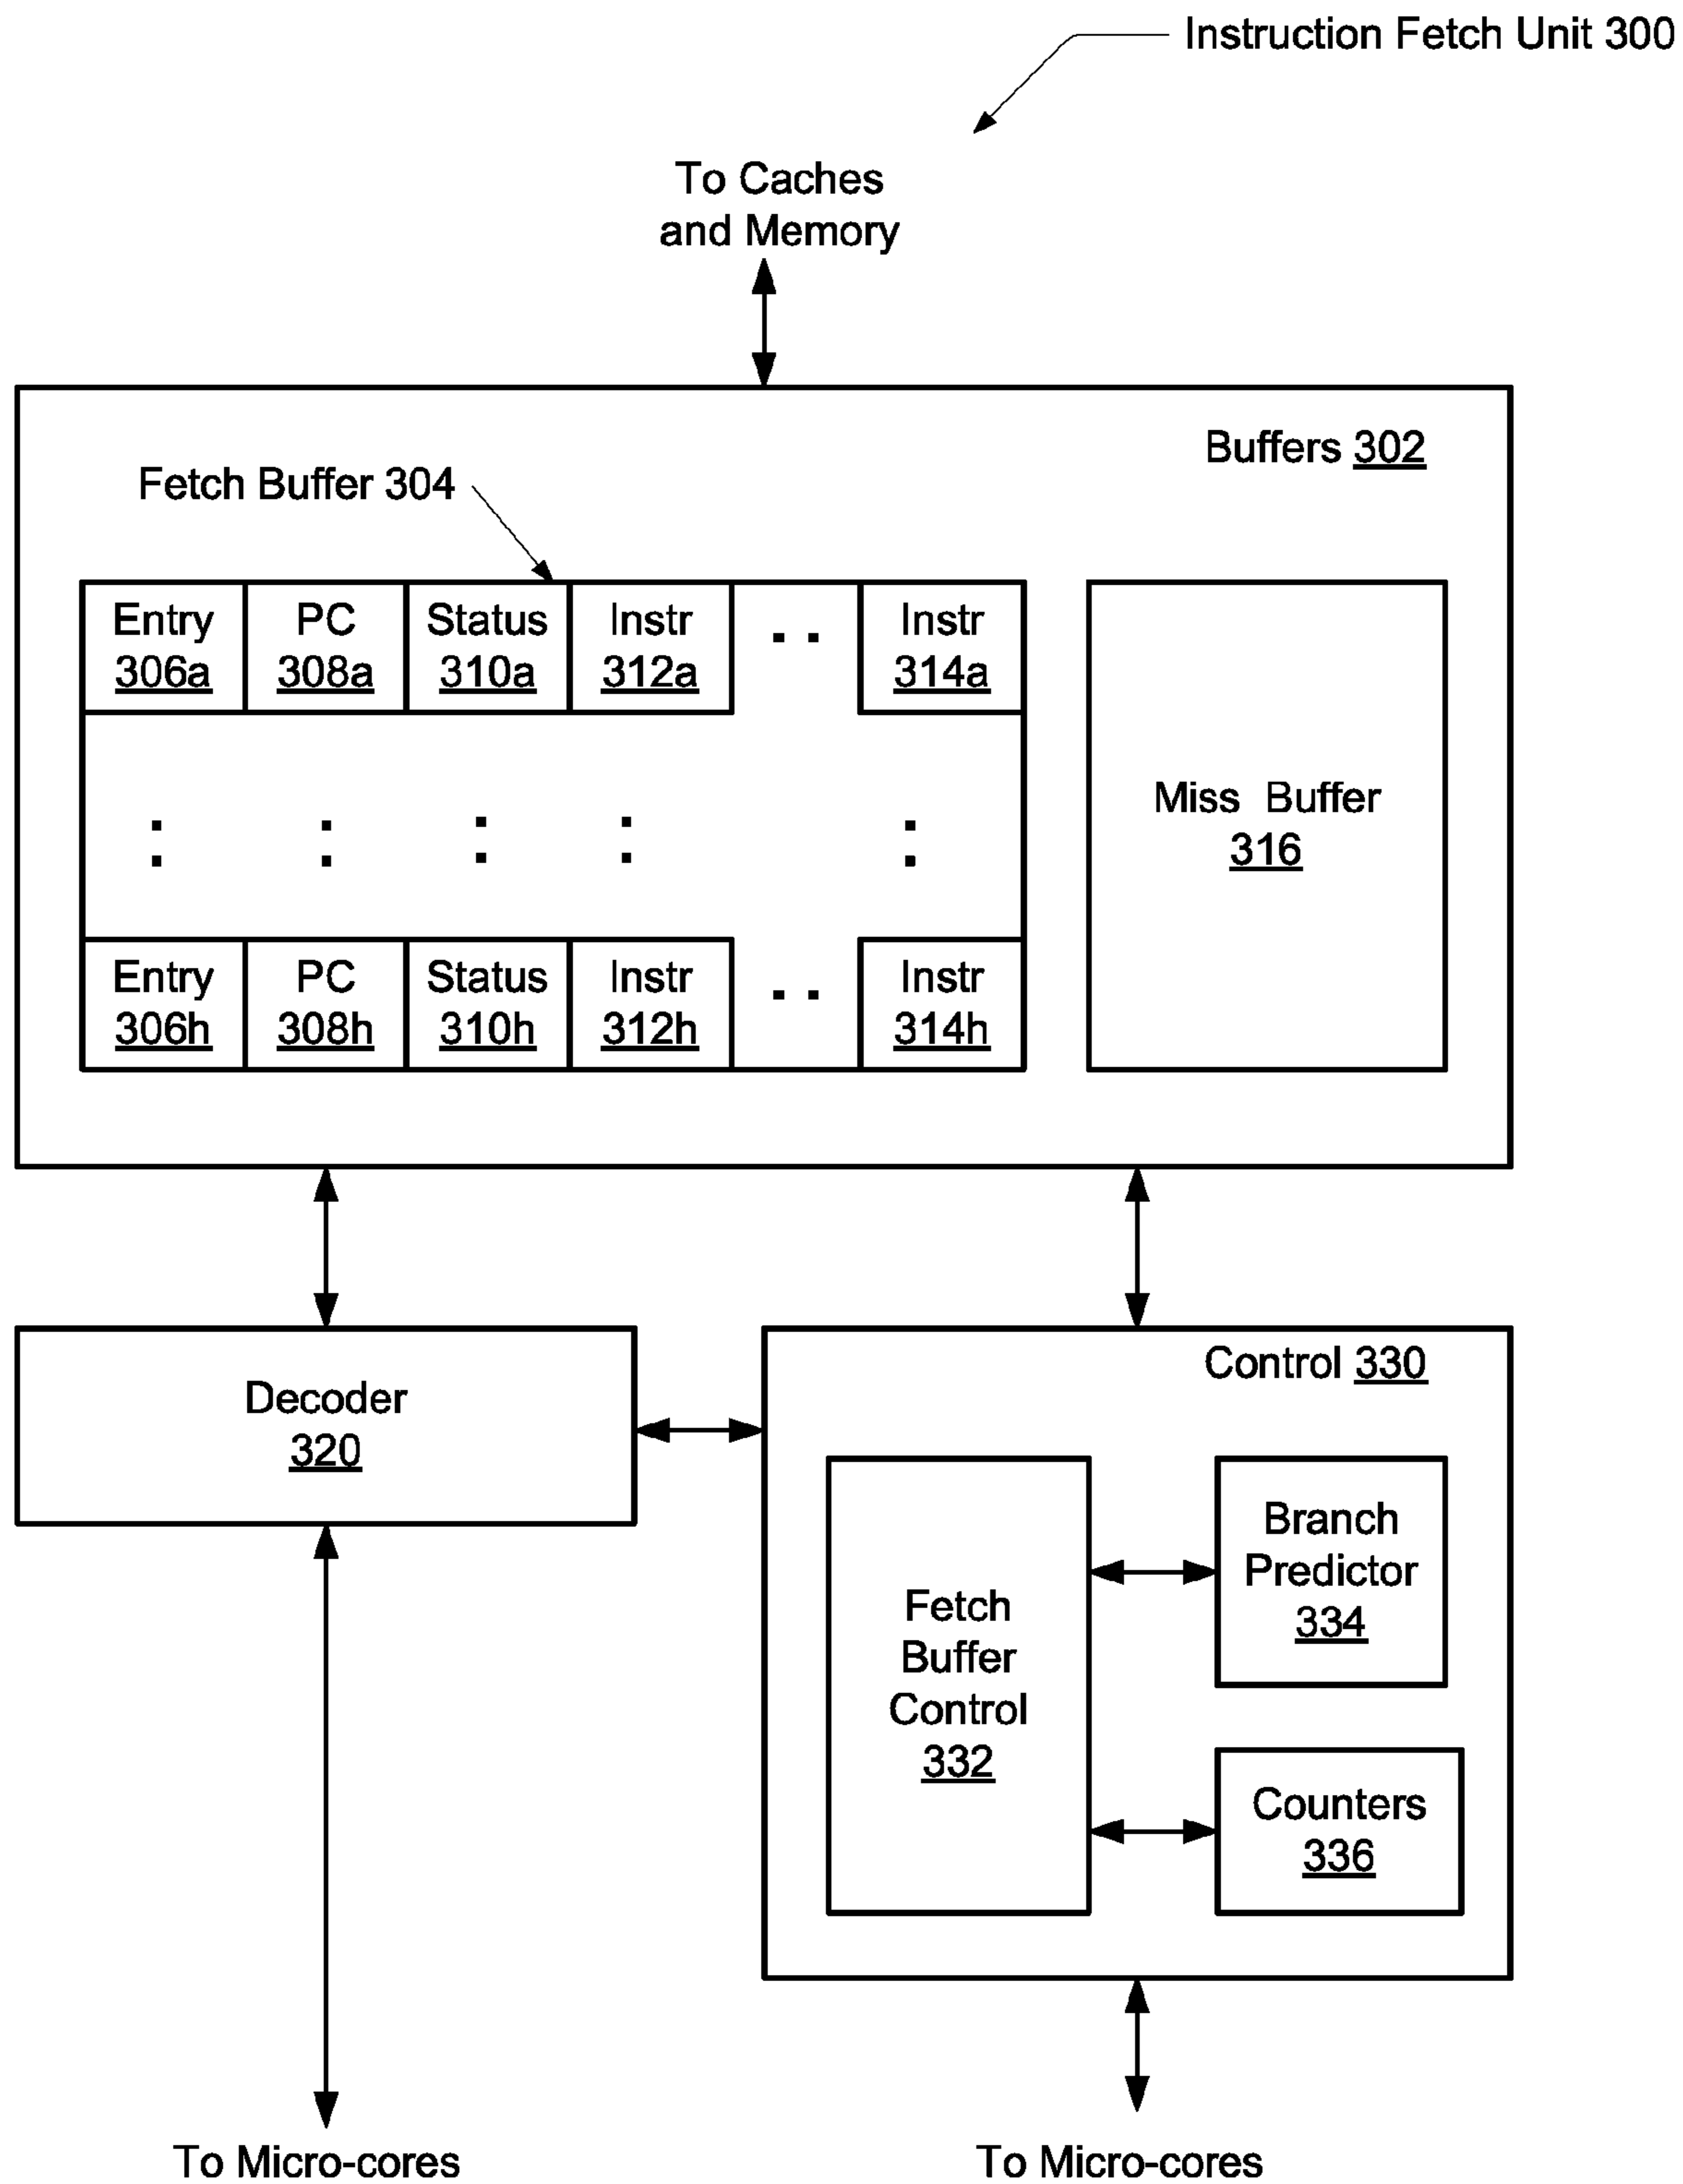 Instruction Fetch Unit 300
To Caches
and Memory
Buffers 302
Fetch Buffer 304
Entry PC Status Instr . . Instr
306a 308a 310a 312a 314a
Miss Buffer
316
: : : : :
Entry PC Status Instr . . Instr
306h 308h 310h 312h 314h
Control 330
Decoder
320
Branch
Predictor
334
Fetch
Buffer
Control
332
Counters
336
To Micro-cores To Micro-cores